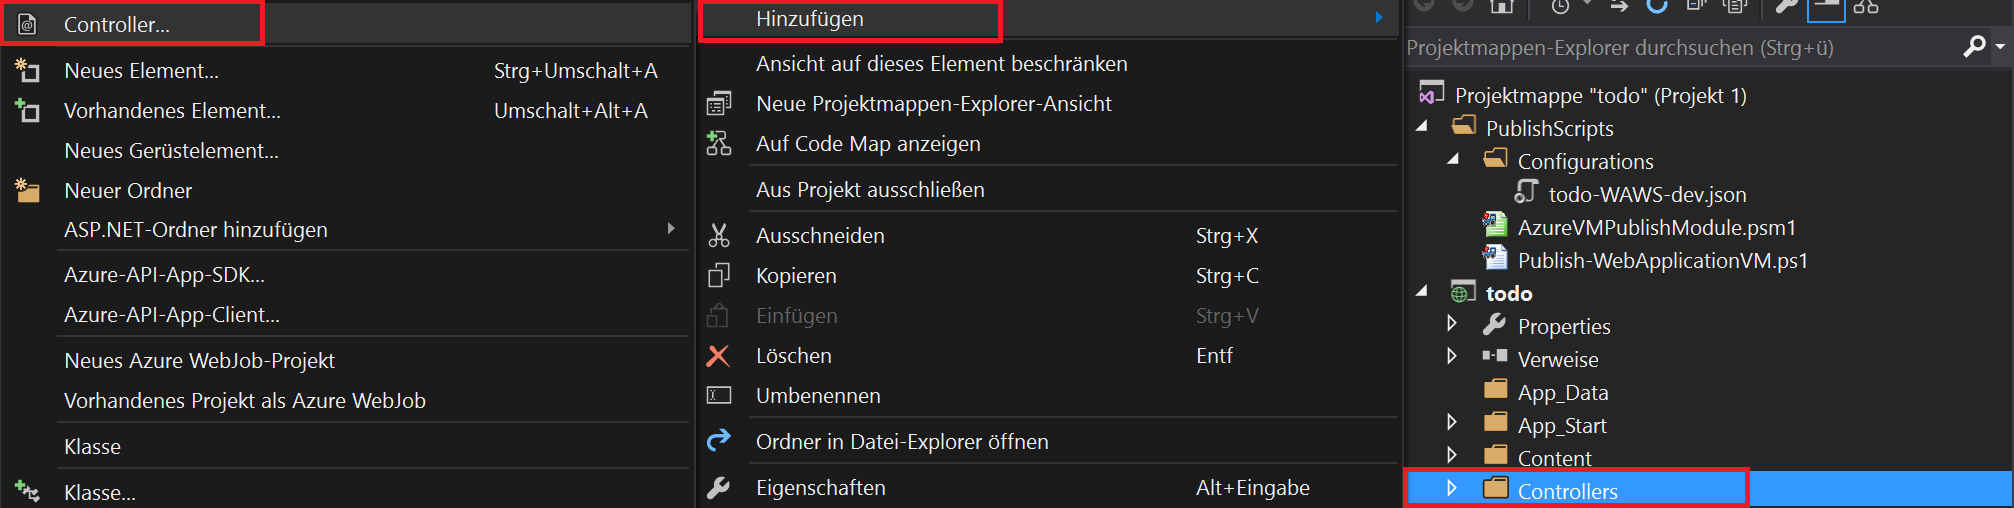 Controller...
Neues Element... Strg+Umschalt+A
Vorhandenes Element... Umschalt+Alt+A
Neues Gerüstelement...
Neuer Ordner
ASP.NET-Ordner hinzufügen
Azure-API-App-SDK...
Azure-API-App-Client...
Neues Azure WebJob-Projekt
Vorhandenes Projekt als Azure WebJob
Klasse
Klasse...
Hinzufügen
Ansicht auf dieses Element beschränken
Neue Projektmappen-Explorer-Ansicht
Auf Code Map anzeigen
Aus Projekt ausschließen
Ausschneiden Strg+X
Kopieren Strg+C
Einfügen Strg+V
Löschen Entf
Umbenennen
Ordner in Datei-Explorer öffnen
Eigenschaften Alt+Eingabe
Projektmappen-Explorer durchsuchen (Strg+ü)
Projektmappe "todo" (Projekt 1)
PublishScripts
Configurations
todo-WAWS-dev.json
AzureVMPublishModule.psm1
Publish-WebApplicationVM.ps1
todo
Properties
Verweise
App_Data
App_Start
Content
Controllers